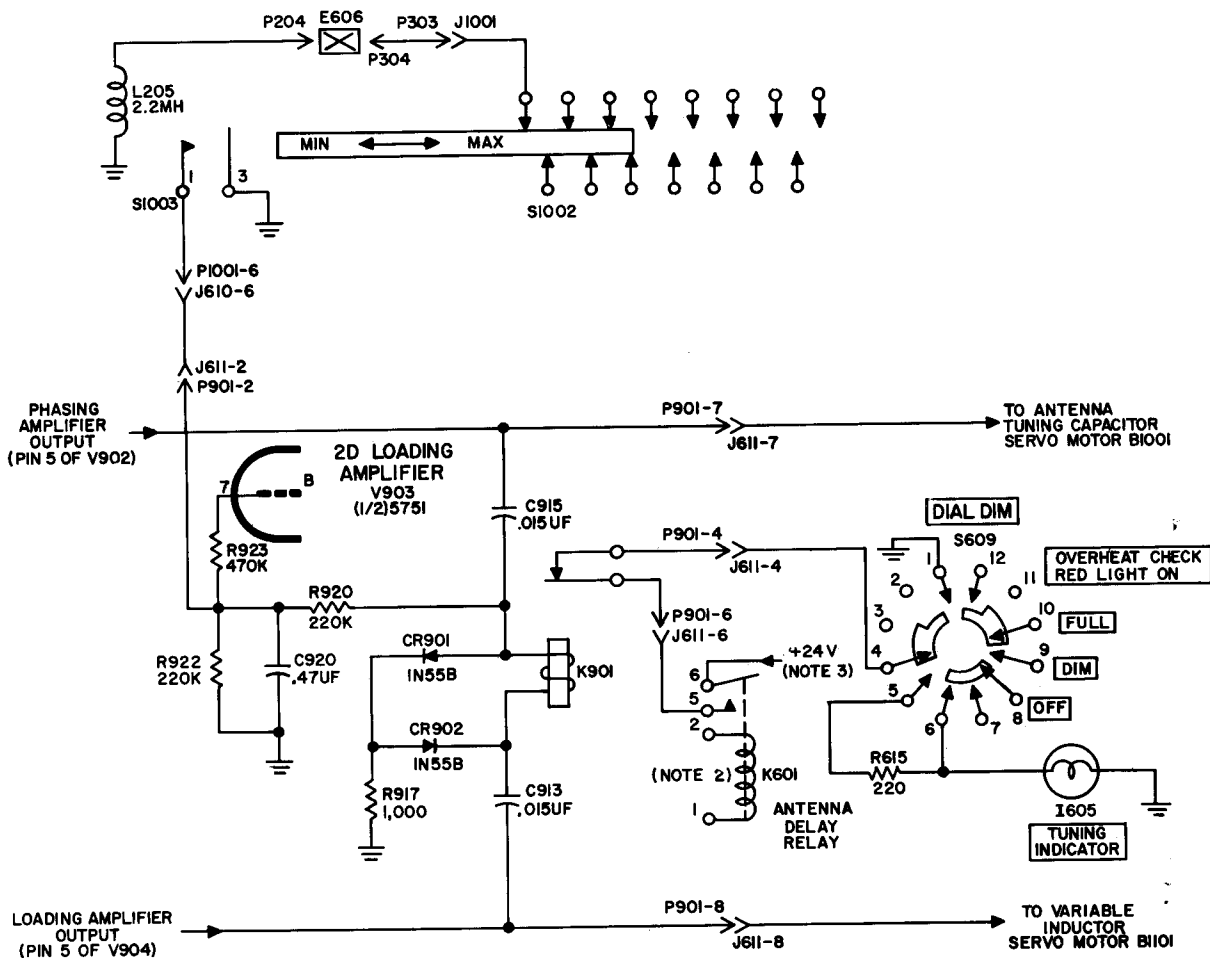 P204
E606
P303
J1001
P304
L205
2.2MH
MIN
MAX
1
3
S1003
S1002
P1001-6
J610-6
J611-2
P901-2
PHASING
AMPLIFIER
OUTPUT
(PIN 5 OF V902)
P901-7
J611-7
TO ANTENNA
TUNING CAPACITOR
SERVO MOTOR B1001
7
B
2D LOADING
AMPLIFIER
V903
(1/2)5751
R923
470K
C915
.015UF
P901-4
J611-4
DIAL DIM
S609
1
12
2
11
3
10
4
9
5
8
6
7
OVERHEAT CHECK
RED LIGHT ON
FULL
DIM
OFF
R920
220K
R922
220K
C920
.47UF
CR901
IN55B
K901
P901-6
J611-6
+24V
(NOTE 3)
6
5
2
(NOTE 2)
K601
1
ANTENNA
DELAY
RELAY
CR902
IN55B
R917
1,000
C913
.015UF
R615
220
I605
TUNING
INDICATOR
LOADING AMPLIFIER
OUTPUT
(PIN 5 OF V904)
P901-8
J611-8
TO VARIABLE
INDUCTOR
SERVO MOTOR B1101